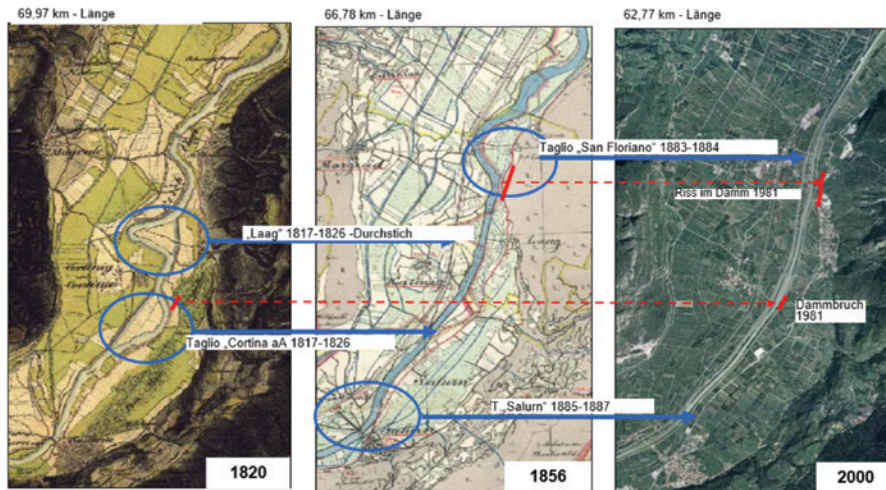 69,97 km - Länge
66,78 km - Länge
62,77 km - Länge
Taglio „San Floriano“ 1883-1884
Riss im Damm 1981
„Laag“ 1817-1826 -Durchstich
Laag
Dammbruch
1981
Taglio „Cortina aA 1817-1826
T. „Salurn“ 1885-1887
Salurn
1820
1856
2000